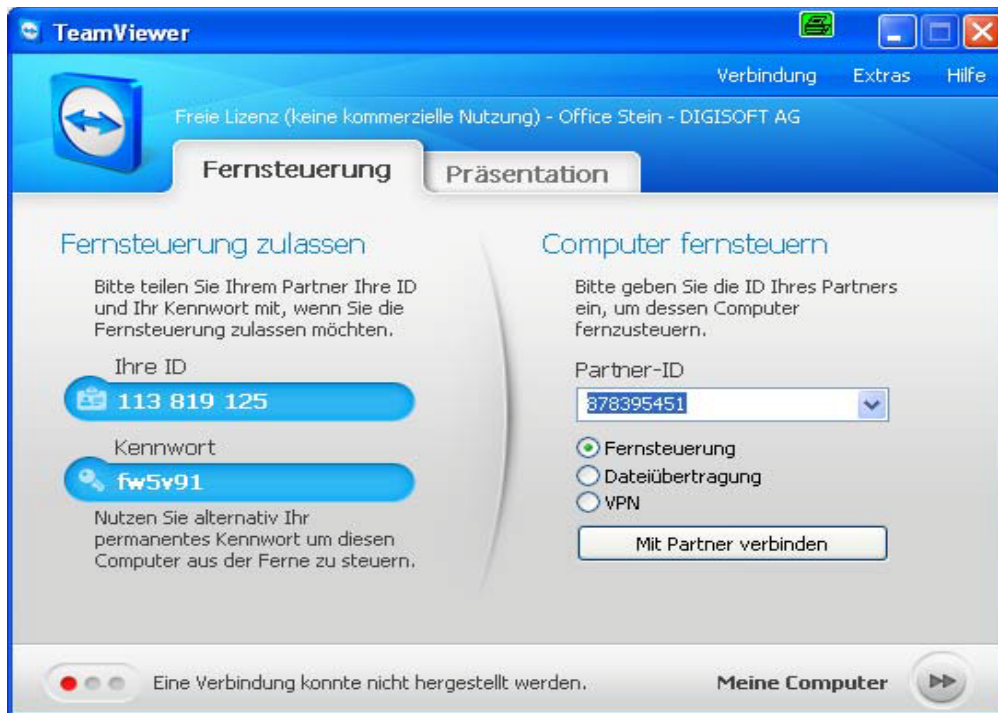 TeamViewer
Verbindung Extras Hilfe
Freie Lizenz (keine kommerzielle Nutzung) - Office Stein - DIGISOFT AG
Fernsteuerung
Präsentation
Fernsteuerung zulassen
Bitte teilen Sie Ihrem Partner Ihre ID
und Ihr Kennwort mit, wenn Sie die
Fernsteuerung zulassen möchten.
Ihre ID
113 819 125
Kennwort
fw5v91
Nutzen Sie alternativ Ihr
permanentes Kennwort um diesen
Computer aus der Ferne zu steuern.
Computer fernsteuern
Bitte geben Sie die ID Ihres Partners
ein, um dessen Computer
fernzusteuern.
Partner-ID
878395451
Fernsteuerung
Dateiübertragung
VPN
Mit Partner verbinden
Eine Verbindung konnte nicht hergestellt werden.
Meine Computer